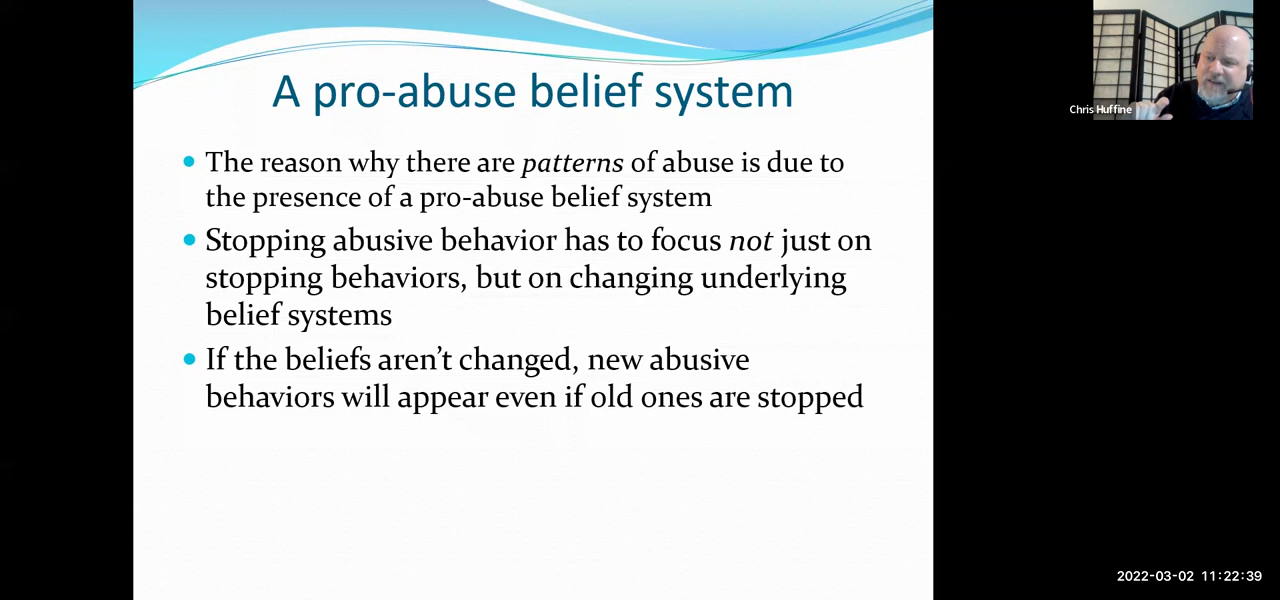 A pro-abuse belief system
The reason why there are patterns of abuse is due to
the presence of a pro-abuse belief system
Stopping abusive behavior has to focus not just on
stopping behaviors, but on changing underlying
belief systems
If the beliefs aren’t changed, new abusive
behaviors will appear even if old ones are stopped
Chris Huffine
2022-03-02 11:22:39